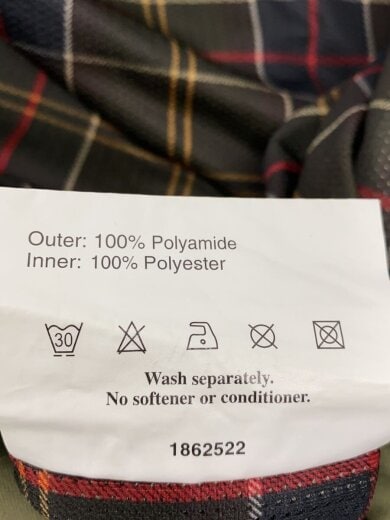 Outer: 100% Polyamide
Inner: 100% Polyester
30
Wash separately.
No softener or conditioner.
1862522